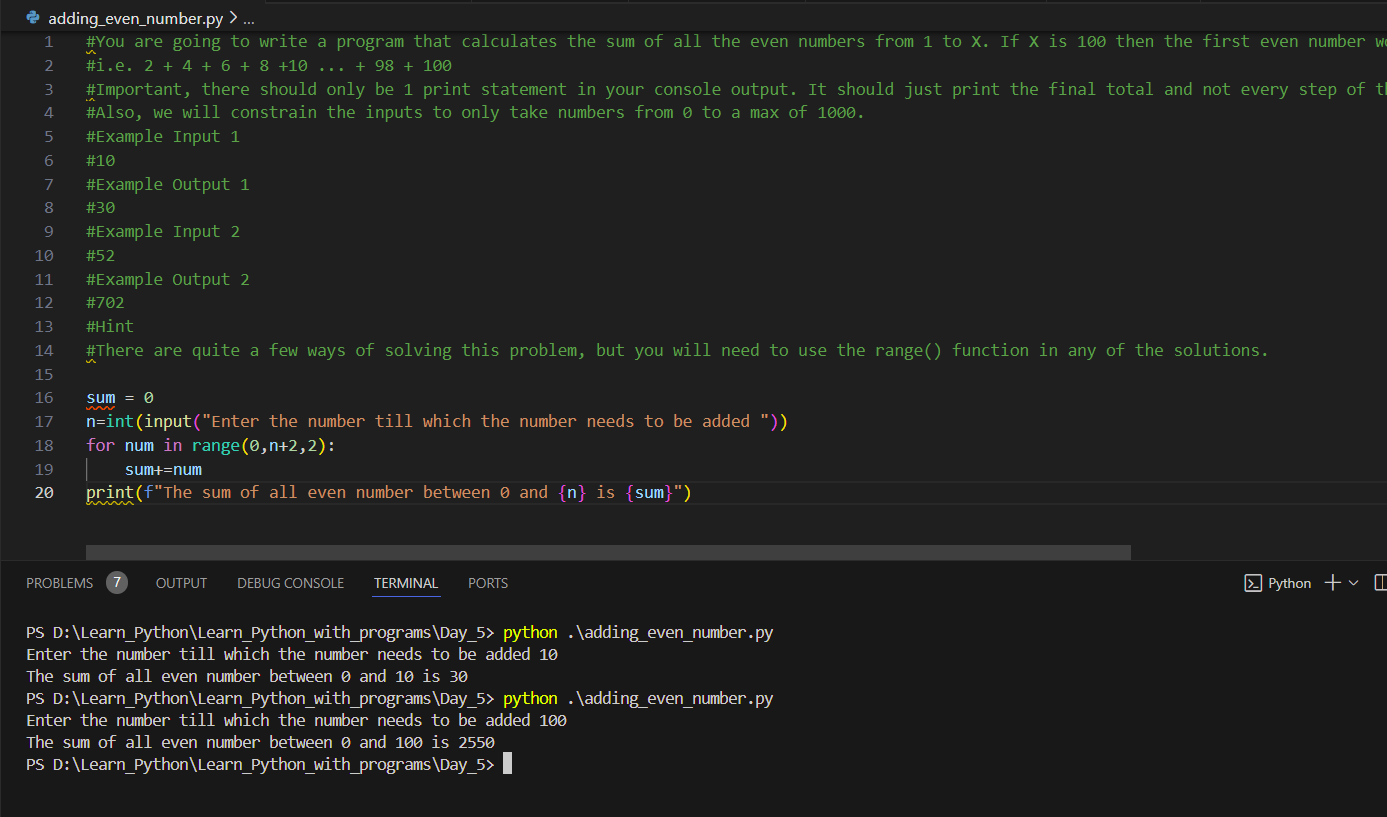 adding_even_number.py > ...
1 #You are going to write a program that calculates the sum of all the even numbers from 1 to X. If X is 100 then the first even number
2 #i.e. 2 + 4 + 6 + 8 +10 ... + 98 + 100
3 #Important, there should only be 1 print statement in your console output. It should just print the final total and not every step of
4 #Also, we will constrain the inputs to only take numbers from 0 to a max of 1000.
5 #Example Input 1
6 #10
7 #Example Output 1
8 #30
9 #Example Input 2
10 #52
11 #Example Output 2
12 #702
13 #Hint
14 #There are quite a few ways of solving this problem, but you will need to use the range() function in any of the solutions.
15
16 sum = 0
17 n=int(input("Enter the number till which the number needs to be added "))
18 for num in range(0,n+2,2):
19 sum+=num
20 print(f"The sum of all even number between 0 and {n} is {sum}")
PROBLEMS 7 OUTPUT DEBUG CONSOLE TERMINAL PORTS Python
PS D:\Learn_Python\Learn_Python_with_programs\Day_5> python .\adding_even_number.py
Enter the number till which the number needs to be added 10
The sum of all even number between 0 and 10 is 30
PS D:\Learn_Python\Learn_Python_with_programs\Day_5> python .\adding_even_number.py
Enter the number till which the number needs to be added 100
The sum of all even number between 0 and 100 is 2550
PS D:\Learn_Python\Learn_Python_with_programs\Day_5>